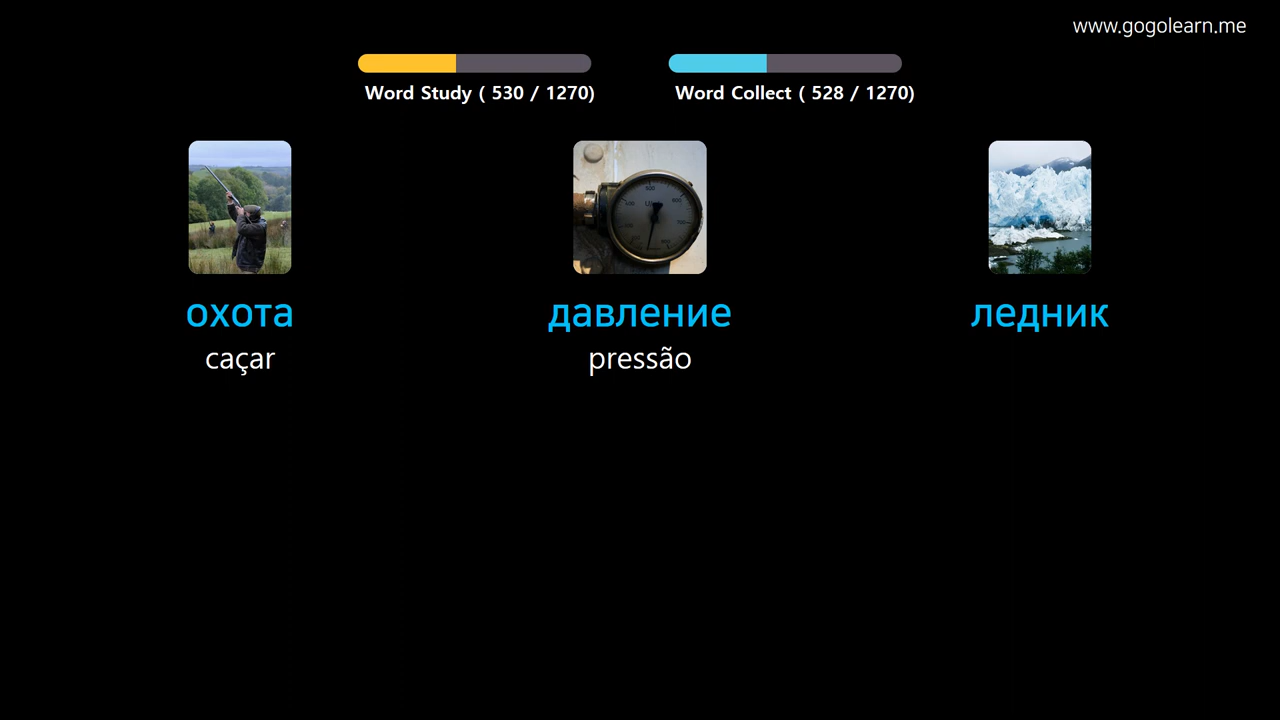 www.gogolearn.me
Word Study ( 530 / 1270)
Word Collect ( 528 / 1270)
охота
давление
ледник
caçar
pressão